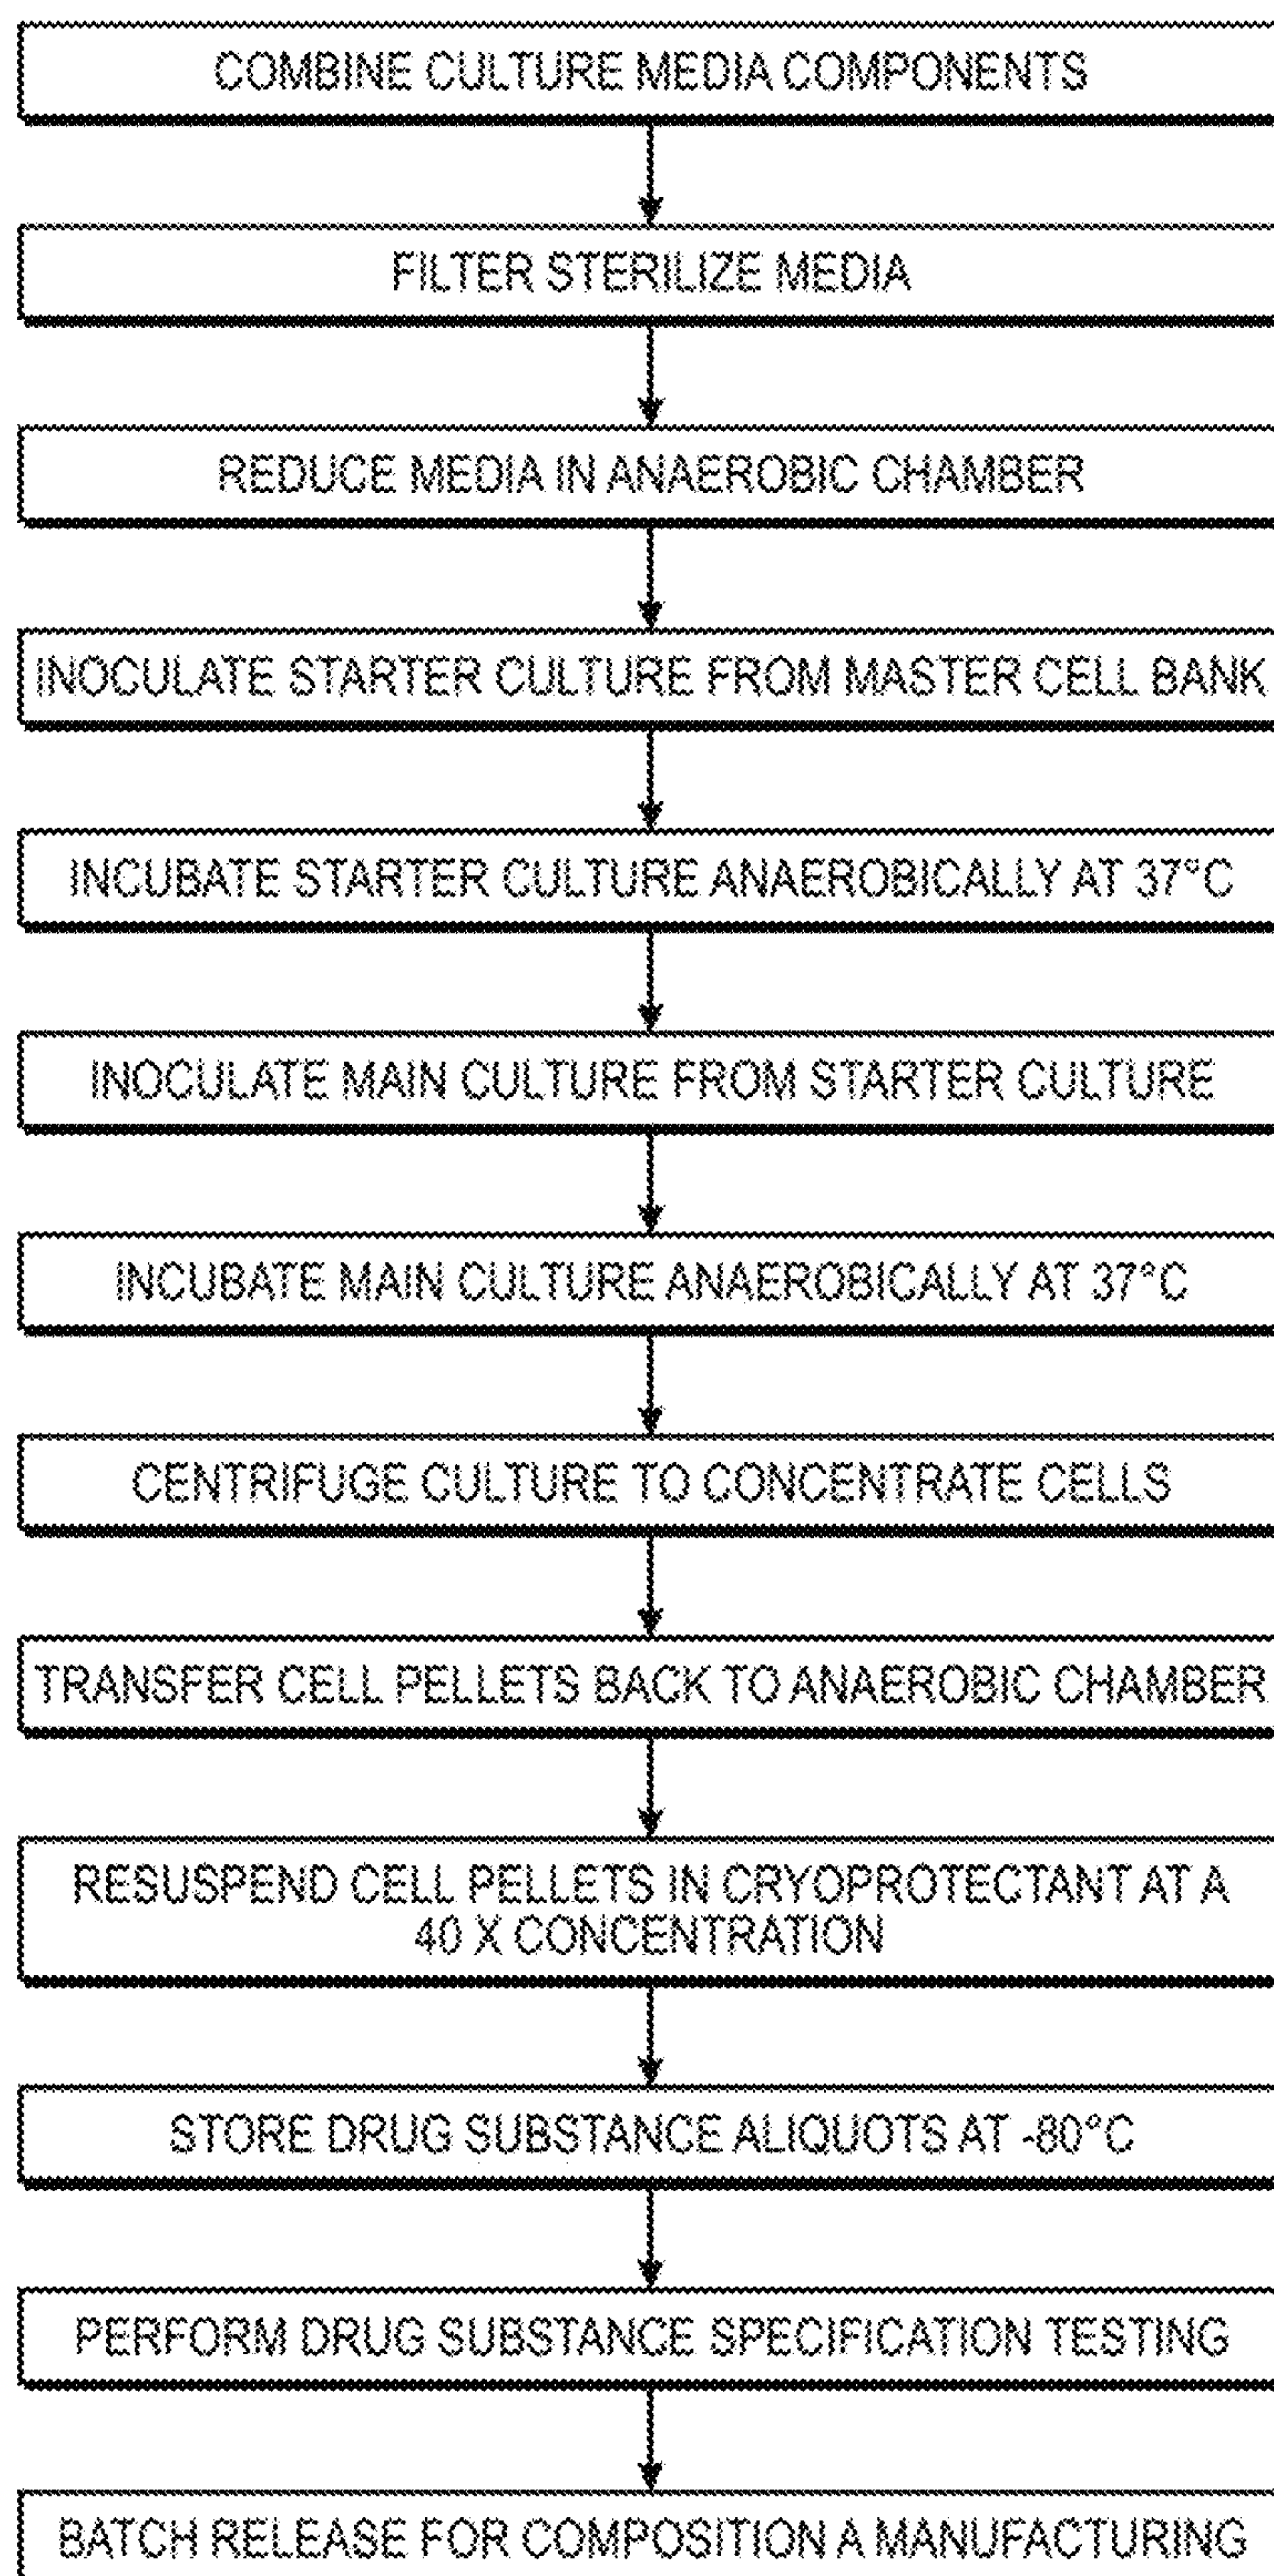 COMBINE CULTURE MEDIA COMPONENTS
FILTER STERILIZE MEDIA
REDUCE MEDIA IN ANAEROBIC CHAMBER
INOCULATE STARTER CULTURE FROM MASTER CELL BANK
INCUBATE STARTER CULTURE ANAEROBICALLY AT 37°C
INOCULATE MAIN CULTURE FROM STARTER CULTURE
INCUBATE MAIN CULTURE ANAEROBICALLY AT 37°C
CENTRIFUGE CULTURE TO CONCENTRATE CELLS
TRANSFER CELL PELLETS BACK TO ANAEROBIC CHAMBER
RESUSPEND CELL PELLETS IN CRYOPROTECTANT AT A
40 X CONCENTRATION
STORE DRUG SUBSTANCE ALIQUOTS AT -80°C
PERFORM DRUG SUBSTANCE SPECIFICATION TESTING
BATCH RELEASE FOR COMPOSITION A MANUFACTURING